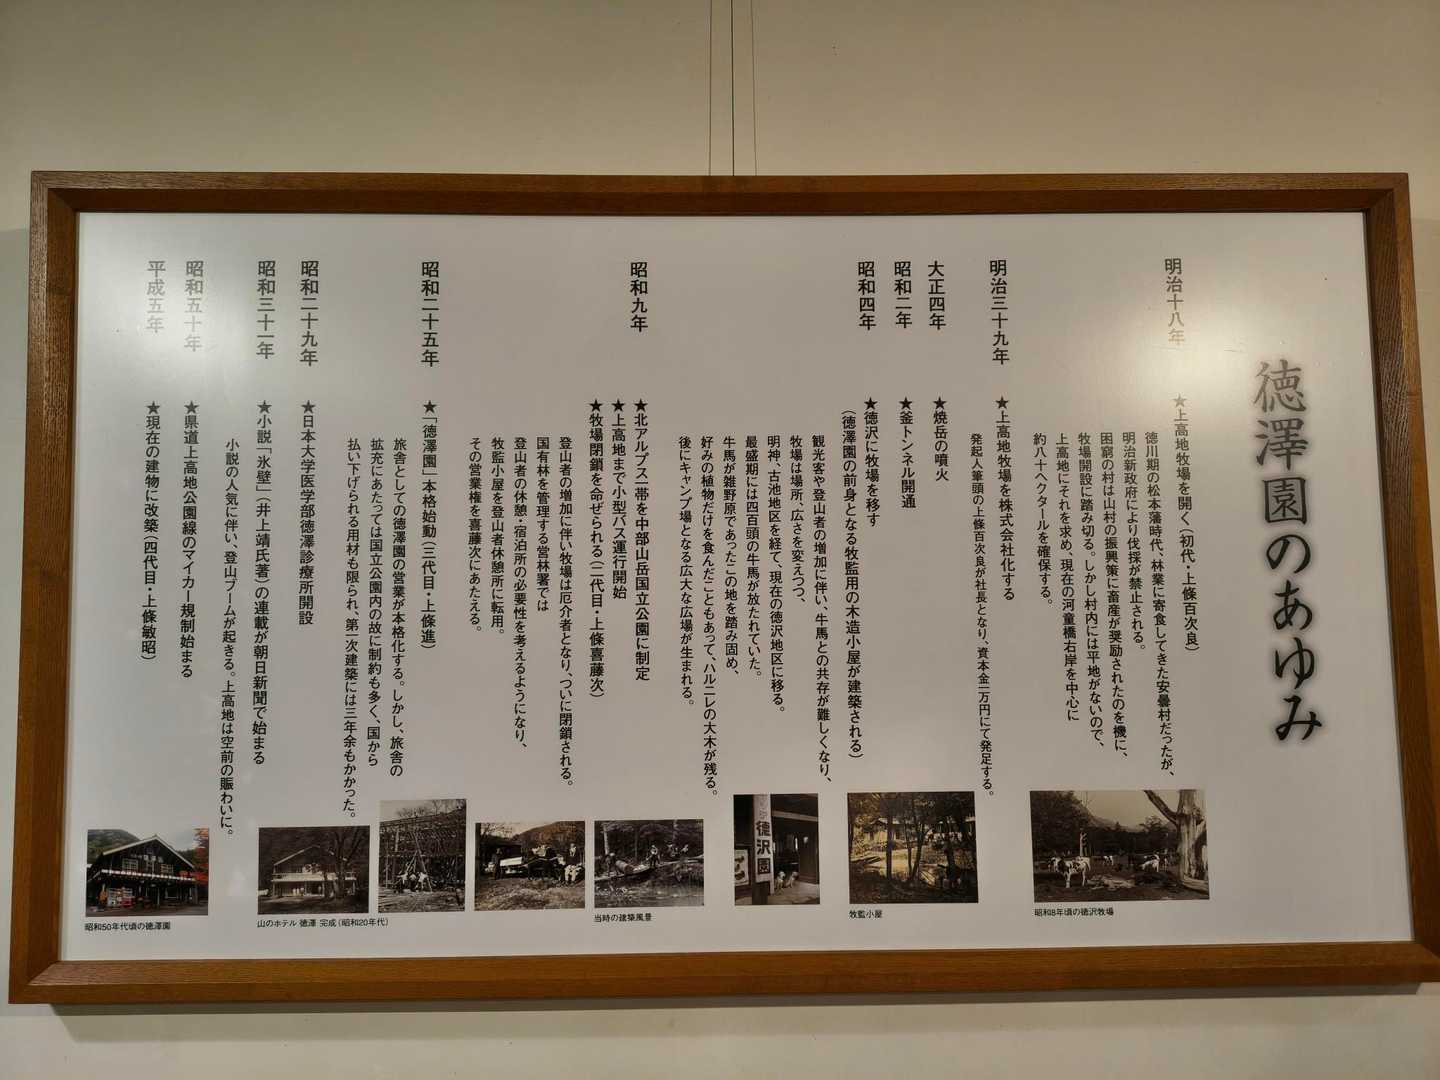 徳澤園のあゆみ
明治十八年
★上高地牧場を開く（初代・上條百次良）
徳川期の松本藩時代、林業に寄食してきた安曇村だったが、
明治新政府により伐採が禁止される。
困窮の村は山村の振興策に畜産が奨励されたのを機に、
牧場開設に踏み切る。しかし村内には平地がないので、
上高地にそれを求め、現在の河童橋右岸を中心に
約八十ヘクタールを確保する。
明治三十九年
★上高地牧場を株式会社化する
発起人筆頭の上條百次良が社長となり、資本金一万円にて発足する。
大正四年
★焼岳の噴火
昭和二年
★釜トンネル開通
昭和四年
★徳沢に牧場を移す
（徳澤園の前身となる牧監用の木造小屋が建築される）
観光客や登山者の増加に伴い、牛馬との共存が難しくなり、
牧場は場所、広さを変えつつ、
明神、古池地区を経て、現在の徳沢地区に移る。
最盛期には四百頭の牛馬が放たれていた。
牛馬が雑野原であったこの地を踏み固め、
好みの植物だけを食んだこともあって、ハルニレの大木が残る。
後にキャンプ場となる広大な広場が生まれる。
昭和九年
★北アルプス一帯を中部山岳国立公園に制定
★上高地まで小型バス運行開始
★牧場閉鎖を命ぜられる（二代目・上條喜藤次）
登山者の増加に伴い牧場は厄介者となり、ついに閉鎖される。
国有林を管理する営林署では
登山者の休憩・宿泊所の必要性を考えるようになり、
牧監小屋を登山者休憩所に転用。
その営業権を喜藤次にあたえる。
昭和二十五年
★「徳澤園」本格始動（三代目・上條進）
旅舎としての徳澤園の営業が本格化する。しかし、旅舎の
拡充にあたっては国立公園内の故に制約も多く、国から
払い下げられる用材も限られ、第一次建築には三年余もかかった。
昭和二十九年
★日本大学医学部徳澤診療所開設
昭和三十一年
★小説「氷壁」（井上靖氏著）の連載が朝日新聞で始まる
小説の人気に伴い、登山ブームが起きる。上高地は空前の賑わいに。
昭和五十年
★県道上高地公園線のマイカー規制始まる
平成五年
★現在の建物に改築（四代目・上條敏昭）
昭和8年頃の徳沢牧場
牧監小屋
徳沢園
当時の建築風景
山のホテル 徳澤 完成（昭和20年代）
昭和50年代頃の徳澤園